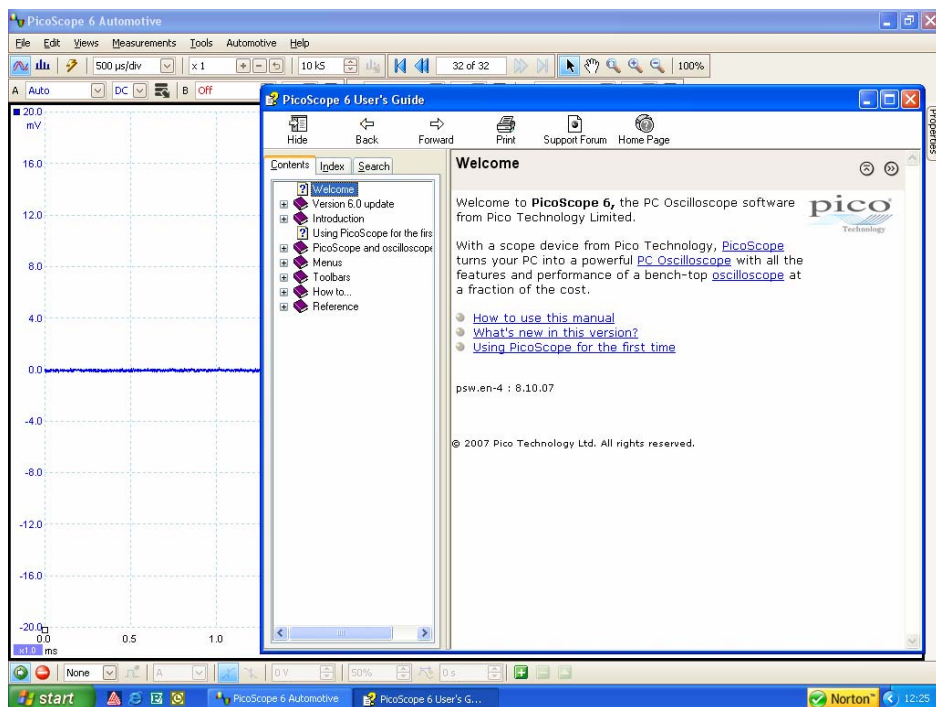 PicoScope 6 Automotive
File Edit Views Measurements Tools Automotive Help
500 µs/div x 1 10 kS 32 of 32 100%
A Auto DC B Off
PicoScope 6 User's Guide
Hide Back Forward Print Support Forum Home Page
Properties
Contents Index Search
Welcome
Version 6.0 update
Introduction
Using PicoScope for the firs
PicoScope and oscilloscope
Menus
Toolbars
How to...
Reference
Welcome
Welcome to PicoScope 6, the PC Oscilloscope software
from Pico Technology Limited.
pico
Technology
With a scope device from Pico Technology, PicoScope
turns your PC into a powerful PC Oscilloscope with all the
features and performance of a bench-top oscilloscope at
a fraction of the cost.
How to use this manual
What's new in this version?
Using PicoScope for the first time
psw.en-4 : 8.10.07
© 2007 Pico Technology Ltd. All rights reserved.
20.0
mV
16.0
12.0
8.0
4.0
0.0
-4.0
-8.0
-12.0
-16.0
-20.0
0.0 0.5 1.0
x1.0 ms
None A 0 V 50% 0 s
start PicoScope 6 Automotive PicoScope 6 User's G... Norton™ 12:25